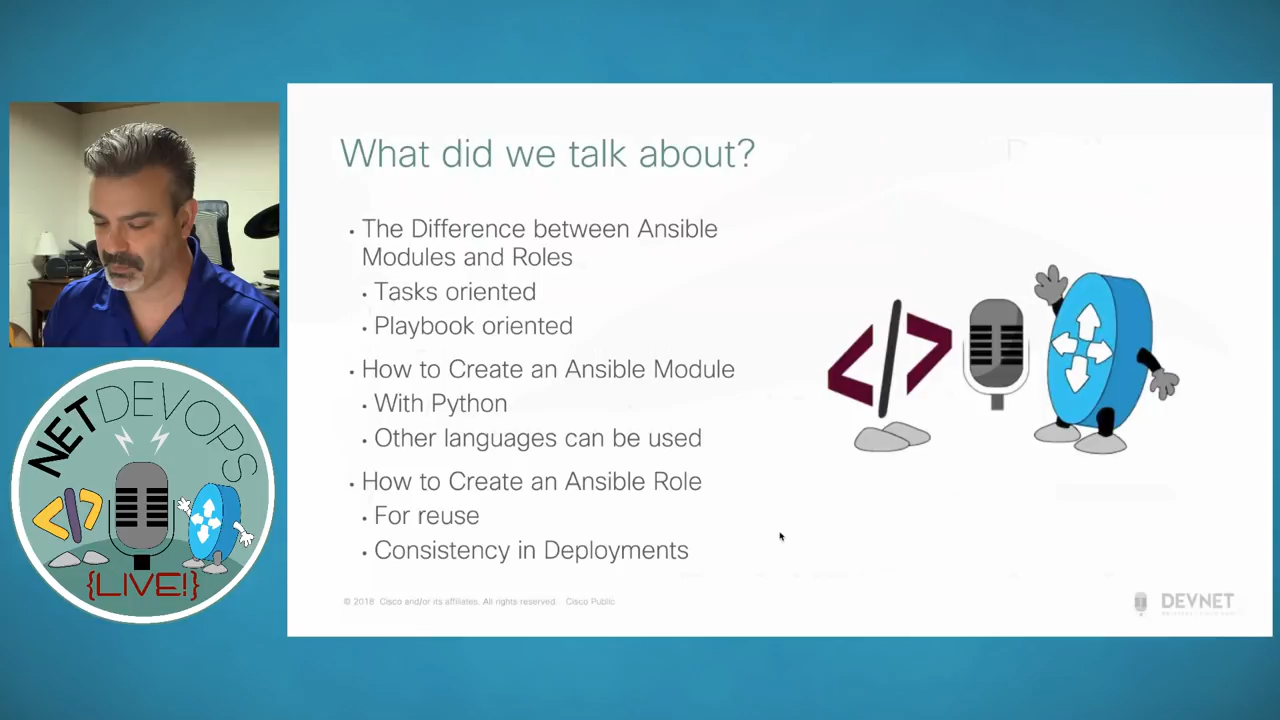 What did we talk about?
• The Difference between Ansible
Modules and Roles
• Tasks oriented
• Playbook oriented
• How to Create an Ansible Module
• With Python
• Other languages can be used
• How to Create an Ansible Role
• For reuse
• Consistency in Deployments
© 2018 Cisco and/or its affiliates. All rights reserved. Cisco Public
DEVNET
NETDEVOPS
{LIVE!}